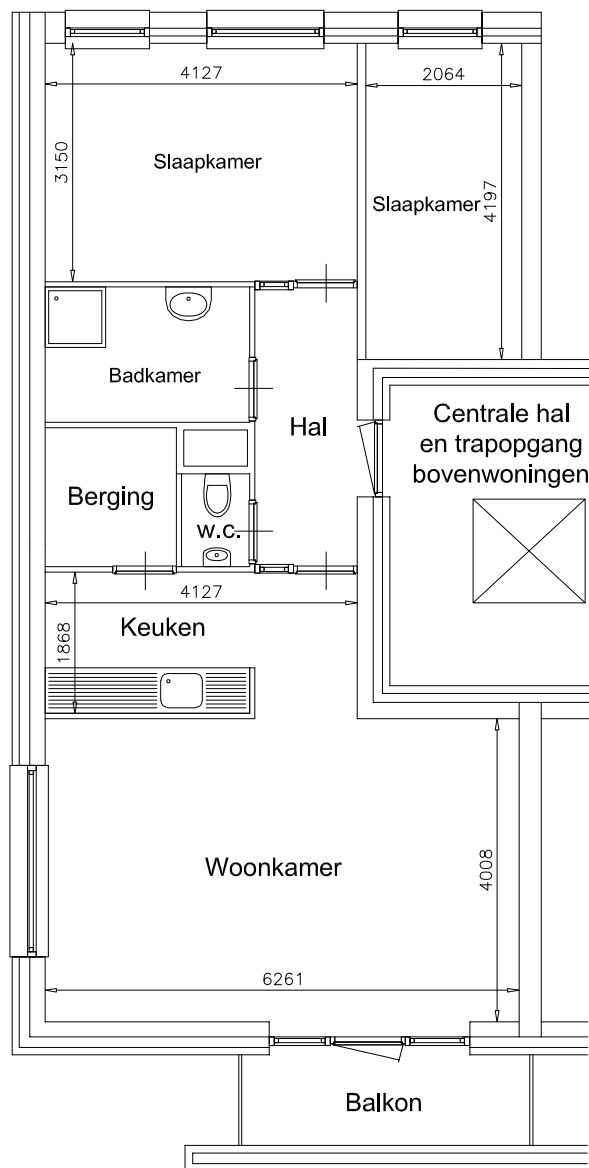 4127
2064
3150
Slaapkamer
Slaapkamer
4197
Badkamer
Hal
Centrale hal
en trapopgang
bovenwoningen
Berging
w.c.
4127
1868
Keuken
Woonkamer
4008
6261
Balkon